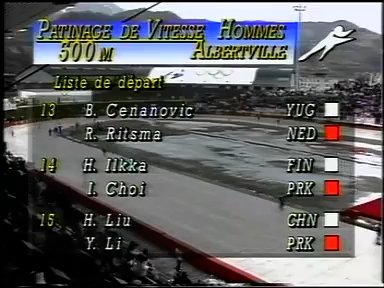 Patinage de Vitesse Hommes
500 m Albertville
Liste de départ
13 B. Cenanovic YUG
R. Ritsma NED
14 H. Ilkka FIN
I. Choi PRK
15 H. Liu CHN
Y. Li PRK